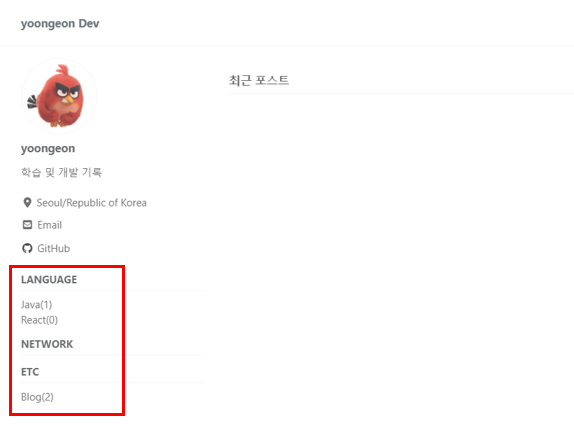 yoongeon Dev
최근 포스트
yoongeon
학습 및 개발 기록
Seoul/Republic of Korea
Email
GitHub
LANGUAGE
Java(1)
React(0)
NETWORK
ETC
Blog(2)